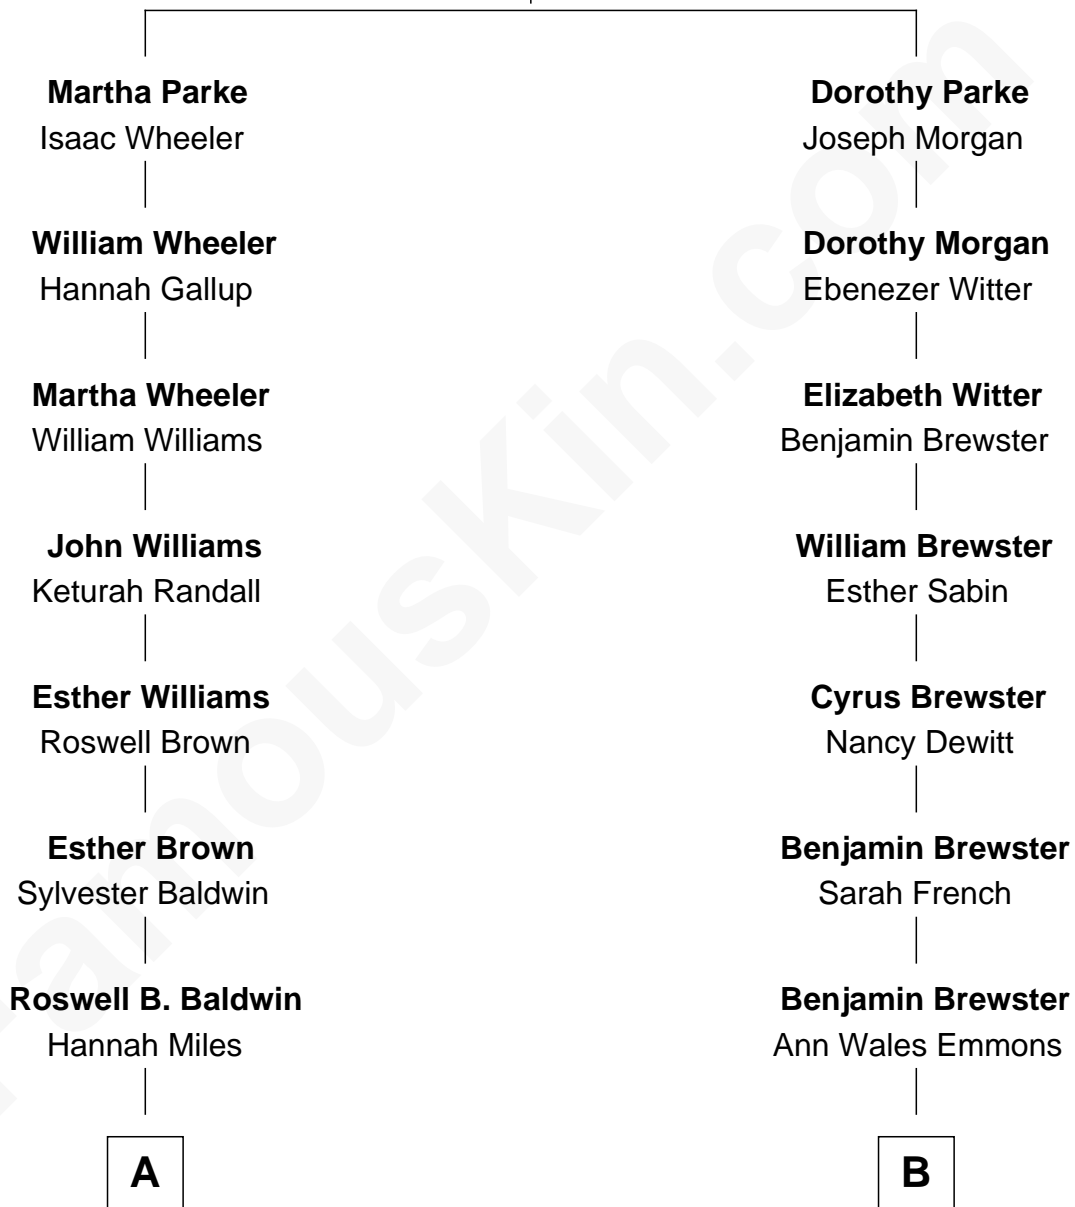 Martha Parke
Isaac Wheeler
William Wheeler
Hannah Gallup
Martha Wheeler
William Williams
John Williams
Keturah Randall
Esther Williams
Roswell Brown
Esther Brown
Sylvester Baldwin
Roswell B. Baldwin
Hannah Miles
A
Dorothy Parke
Joseph Morgan
Dorothy Morgan
Ebenezer Witter
Elizabeth Witter
Benjamin Brewster
William Brewster
Esther Sabin
Cyrus Brewster
Nancy Dewitt
Benjamin Brewster
Sarah French
Benjamin Brewster
Ann Wales Emmons
B
FamousKin.com